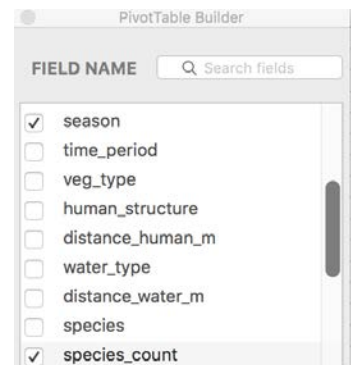 PivotTable Builder
FIELD NAME Search fields
season
time_period
veg_type
human_structure
distance_human_m
water_type
distance_water_m
species
species_count